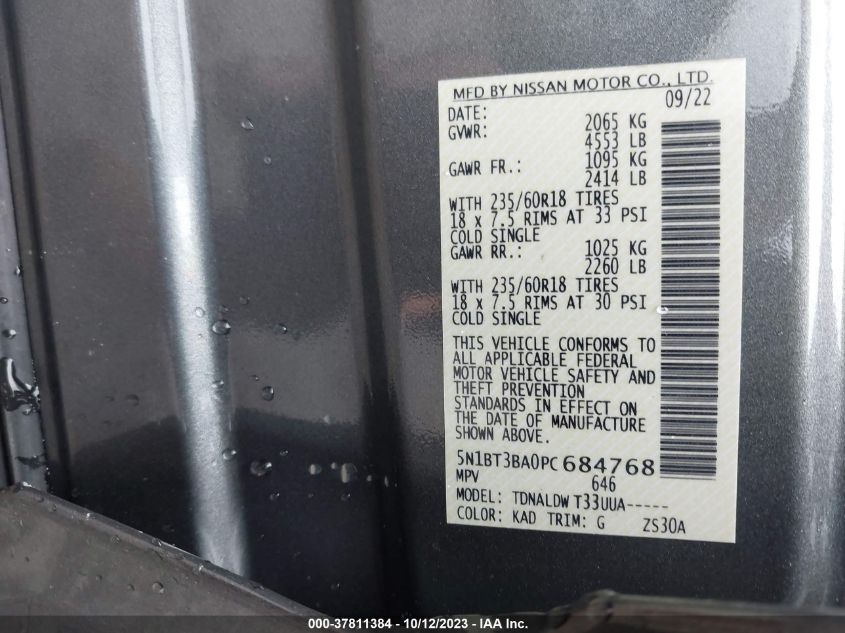 MFD BY NISSAN MOTOR CO., LTD.
DATE: 09/22
GVWR: 2065 KG
4553 LB
GAWR FR.: 1095 KG
2414 LB
WITH 235/60R18 TIRES
18 x 7.5 RIMS AT 33 PSI
COLD SINGLE
GAWR RR.: 1025 KG
2260 LB
WITH 235/60R18 TIRES
18 x 7.5 RIMS AT 30 PSI
COLD SINGLE
THIS VEHICLE CONFORMS TO
ALL APPLICABLE FEDERAL
MOTOR VEHICLE SAFETY AND
THEFT PREVENTION
STANDARDS IN EFFECT ON
THE DATE OF MANUFACTURE
SHOWN ABOVE.
5N1BT3BA0PC684768
MPV 646
MODEL: TDNALDW T33UUA-----
COLOR: KAD TRIM: G ZS30A
000-37811384 - 10/12/2023 - IAA Inc.